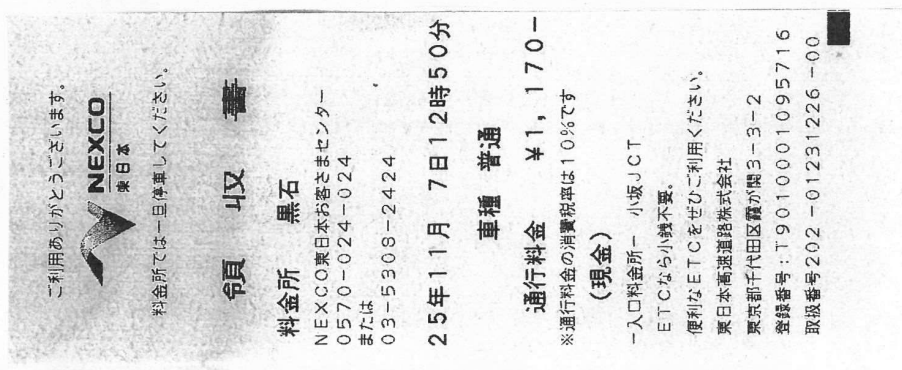 ご利用ありがとうございます。
NEXCO
東日本
料金所では一旦停車してください。
領 収 書
料金所　黒石
NEXCO東日本お客さまセンター
0570-024-024
または
03-5308-2424
25年11月 7日12時50分
車種　普通
通行料金　¥1,170-
※通行料金の消費税率は10%です
(現金)
-入口料金所- 小坂JCT
ETCなら小銭不要。
便利なETCをぜひご利用ください。
東日本高速道路株式会社
東京都千代田区霞が関3-3-2
登録番号:T9010001095716
取扱番号202-01231226-00